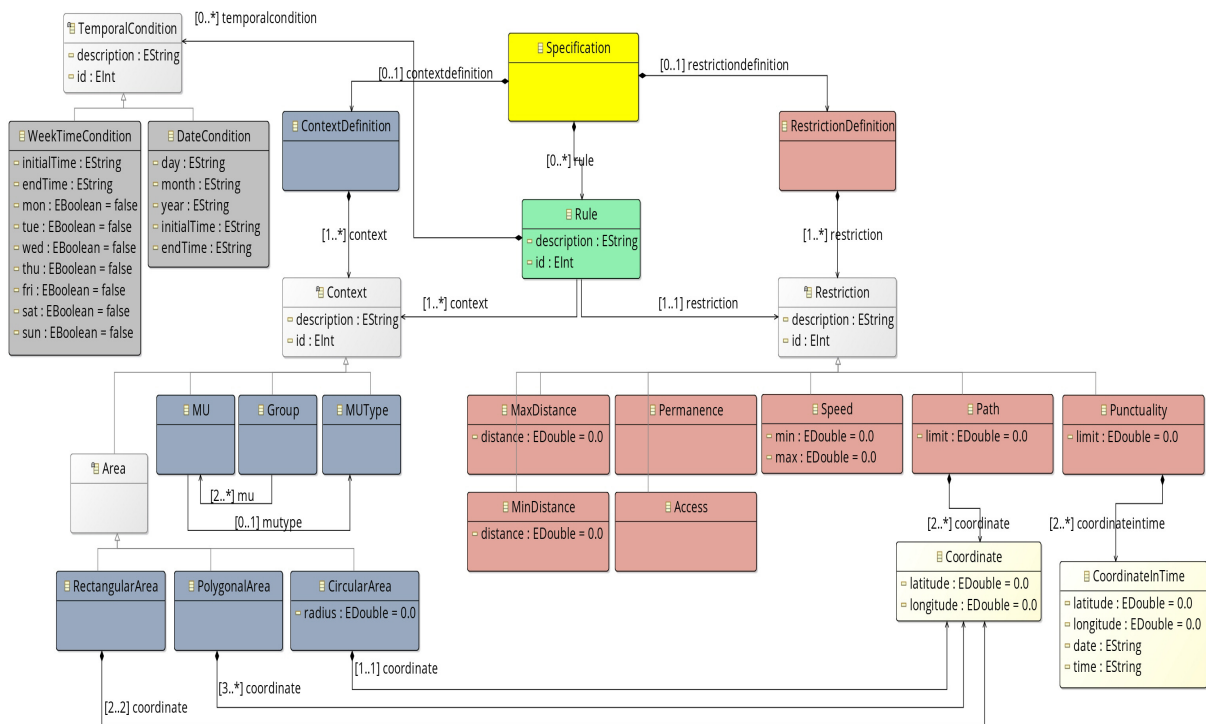 [0..*] temporalcondition
TemporalCondition
description : EString
id : EInt
Specification
[0..1] contextdefinition
[0..1] restrictiondefinition
WeekTimeCondition
initialTime : EString
endTime : EString
mon : EBoolean = false
tue : EBoolean = false
wed : EBoolean = false
thu : EBoolean = false
fri : EBoolean = false
sat : EBoolean = false
sun : EBoolean = false
DateCondition
day : EString
month : EString
year : EString
initialTime : EString
endTime : EString
ContextDefinition
[0..*] rule
RestrictionDefinition
Rule
description : EString
id : EInt
[1..*] context
[1..*] restriction
Context
description : EString
id : EInt
[1..*] context
[1..1] restriction
Restriction
description : EString
id : EInt
MU
Group
MUType
MaxDistance
distance : EDouble = 0.0
Permanence
Speed
min : EDouble = 0.0
max : EDouble = 0.0
Path
limit : EDouble = 0.0
Punctuality
limit : EDouble = 0.0
Area
[2..*] mu
[0..1] mutype
MinDistance
distance : EDouble = 0.0
Access
[2..*] coordinate
[2..*] coordinateintime
Coordinate
latitude : EDouble = 0.0
longitude : EDouble = 0.0
CoordinateInTime
latitude : EDouble = 0.0
longitude : EDouble = 0.0
date : EString
time : EString
RectangularArea
PolygonalArea
CircularArea
radius : EDouble = 0.0
[1..1] coordinate
[3..*] coordinate
[2..2] coordinate